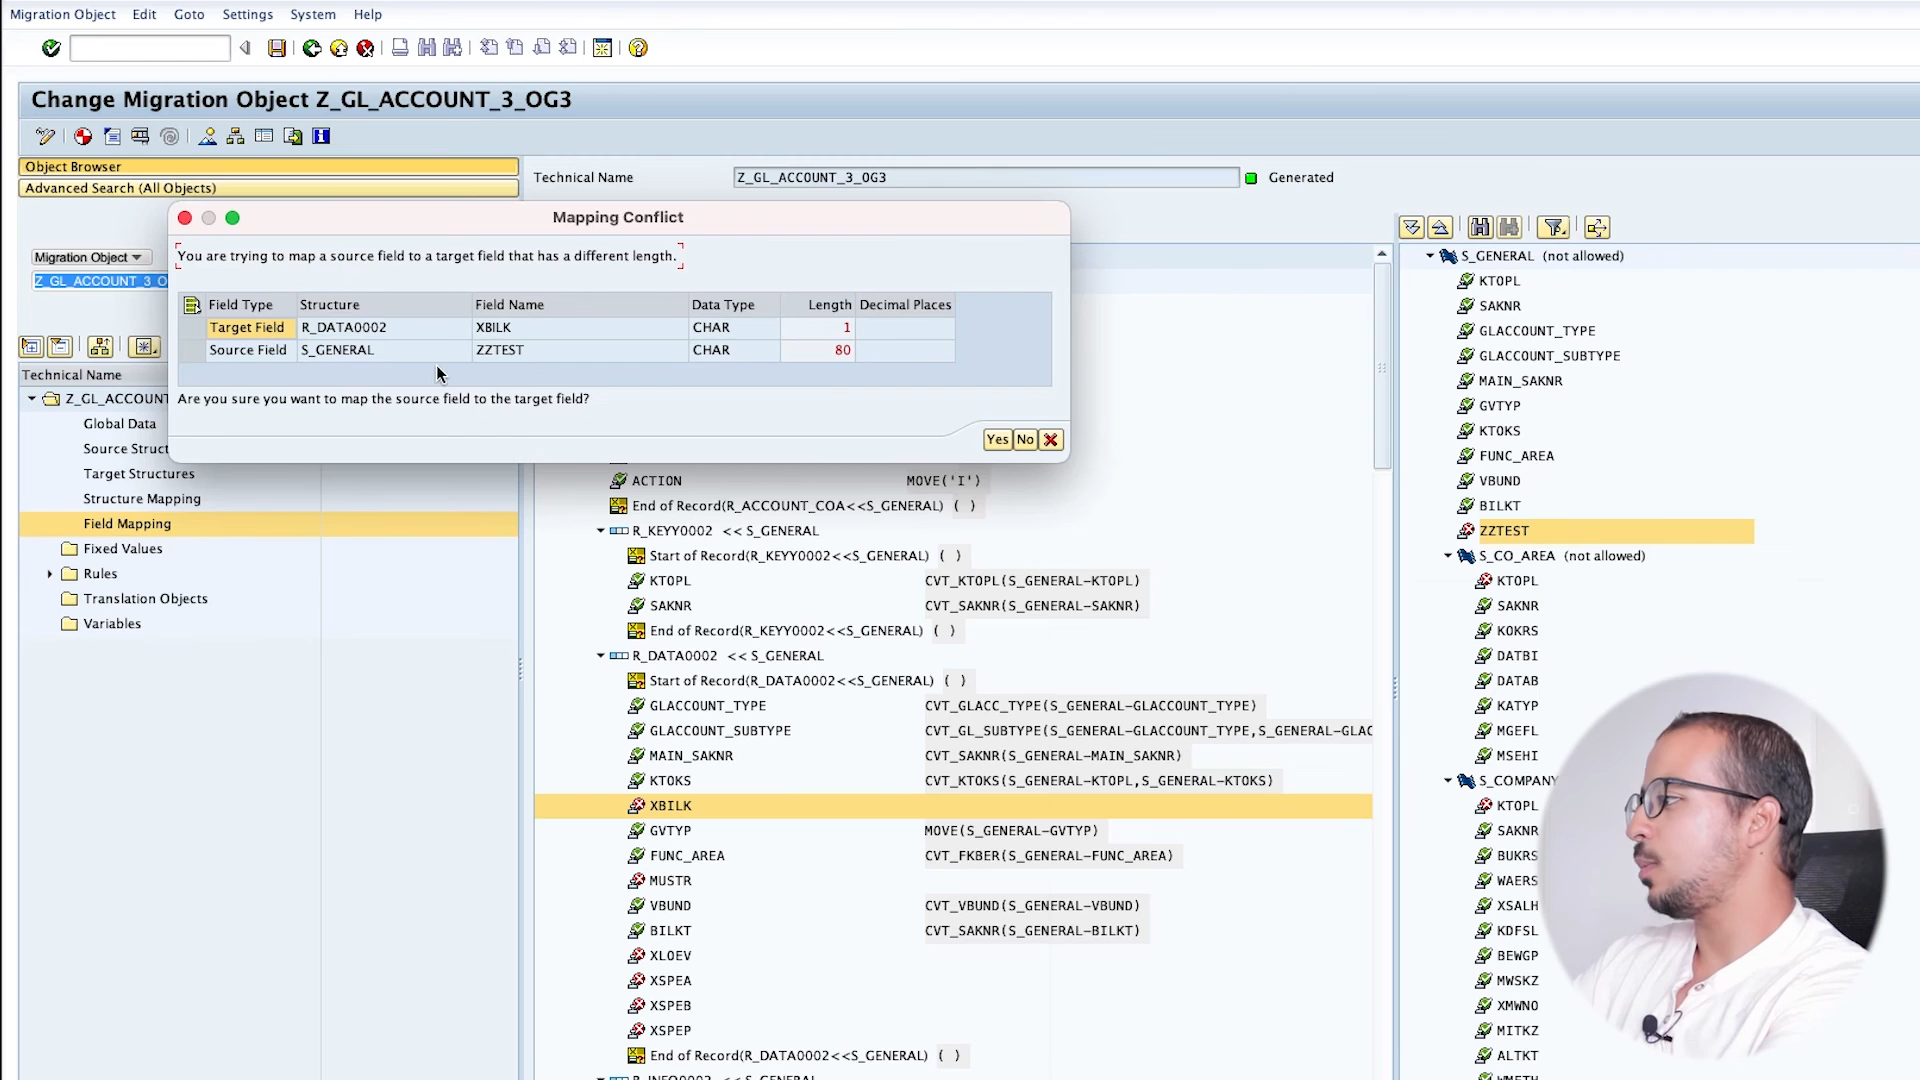 Migration Object Edit Goto Settings System Help
Change Migration Object Z_GL_ACCOUNT_3_OG3
Object Browser
Advanced Search (All Objects)
Technical Name Z_GL_ACCOUNT_3_OG3 Generated
Mapping Conflict
You are trying to map a source field to a target field that has a different length.
Field Type Structure Field Name Data Type Length Decimal Places
Target Field R_DATA0002 XBILK CHAR 1
Source Field S_GENERAL ZZTEST CHAR 80
Are you sure you want to map the source field to the target field?
Yes No
Migration Object
Z_GL_ACCOUNT_3_O
Technical Name
Z_GL_ACCOUNT
Global Data
Source Struct
Target Structures
Structure Mapping
Field Mapping
Fixed Values
Rules
Translation Objects
Variables
ACTION MOVE('I')
End of Record(R_ACCOUNT_COA<<S_GENERAL) ( )
R_KEYY0002 << S_GENERAL
Start of Record(R_KEYY0002<<S_GENERAL) ( )
KTOPL CVT_KTOPL(S_GENERAL-KTOPL)
SAKNR CVT_SAKNR(S_GENERAL-SAKNR)
End of Record(R_KEYY0002<<S_GENERAL) ( )
R_DATA0002 << S_GENERAL
Start of Record(R_DATA0002<<S_GENERAL) ( )
GLACCOUNT_TYPE CVT_GLACC_TYPE(S_GENERAL-GLACCOUNT_TYPE)
GLACCOUNT_SUBTYPE CVT_GL_SUBTYPE(S_GENERAL-GLACCOUNT_TYPE,S_GENERAL-GLAC
MAIN_SAKNR CVT_SAKNR(S_GENERAL-MAIN_SAKNR)
KTOKS CVT_KTOKS(S_GENERAL-KTOPL,S_GENERAL-KTOKS)
XBILK
GVTYP MOVE(S_GENERAL-GVTYP)
FUNC_AREA CVT_FKBER(S_GENERAL-FUNC_AREA)
MUSTR
VBUND CVT_VBUND(S_GENERAL-VBUND)
BILKT CVT_SAKNR(S_GENERAL-BILKT)
XLOEV
XSPEA
XSPEB
XSPEP
End of Record(R_DATA0002<<S_GENERAL) ( )
S_GENERAL (not allowed)
KTOPL
SAKNR
GLACCOUNT_TYPE
GLACCOUNT_SUBTYPE
MAIN_SAKNR
GVTYP
KTOKS
FUNC_AREA
VBUND
BILKT
ZZTEST
S_CO_AREA (not allowed)
KTOPL
SAKNR
KOKRS
DATBI
DATAB
KATYP
MGEFL
MSEHI
S_COMPANY
KTOPL
SAKNR
BUKRS
WAERS
XSALH
KDFSL
BEWGP
MWSKZ
XMWNO
MITKZ
ALTKT